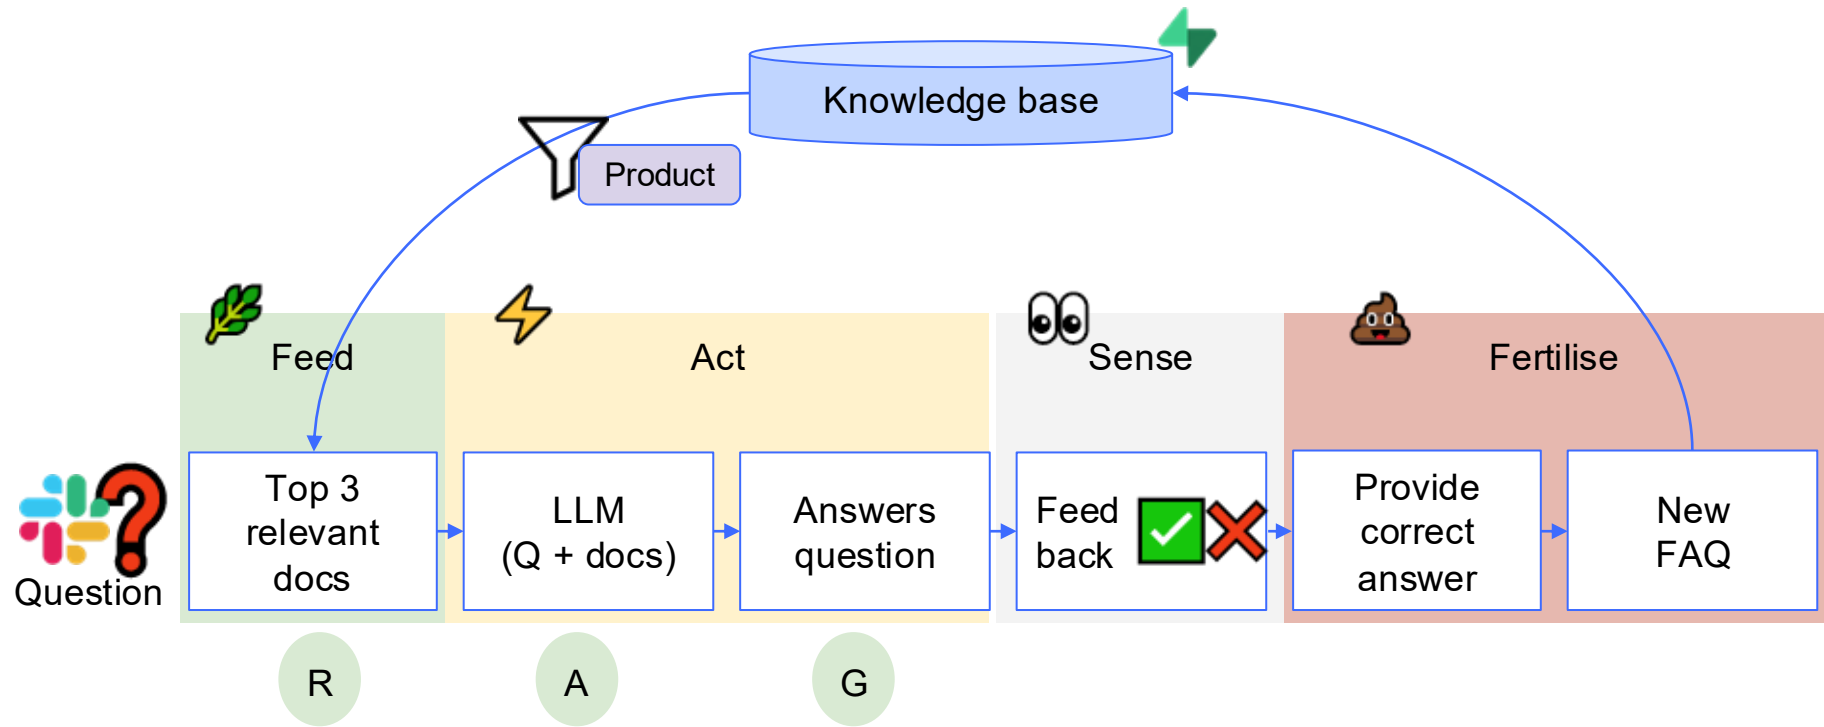 Knowledge base
Product
Feed
Act
Sense
Fertilise
Question
Top 3
relevant
docs
LLM
(Q + docs)
Answers
question
Feed
back
Provide
correct
answer
New
FAQ
R
A
G